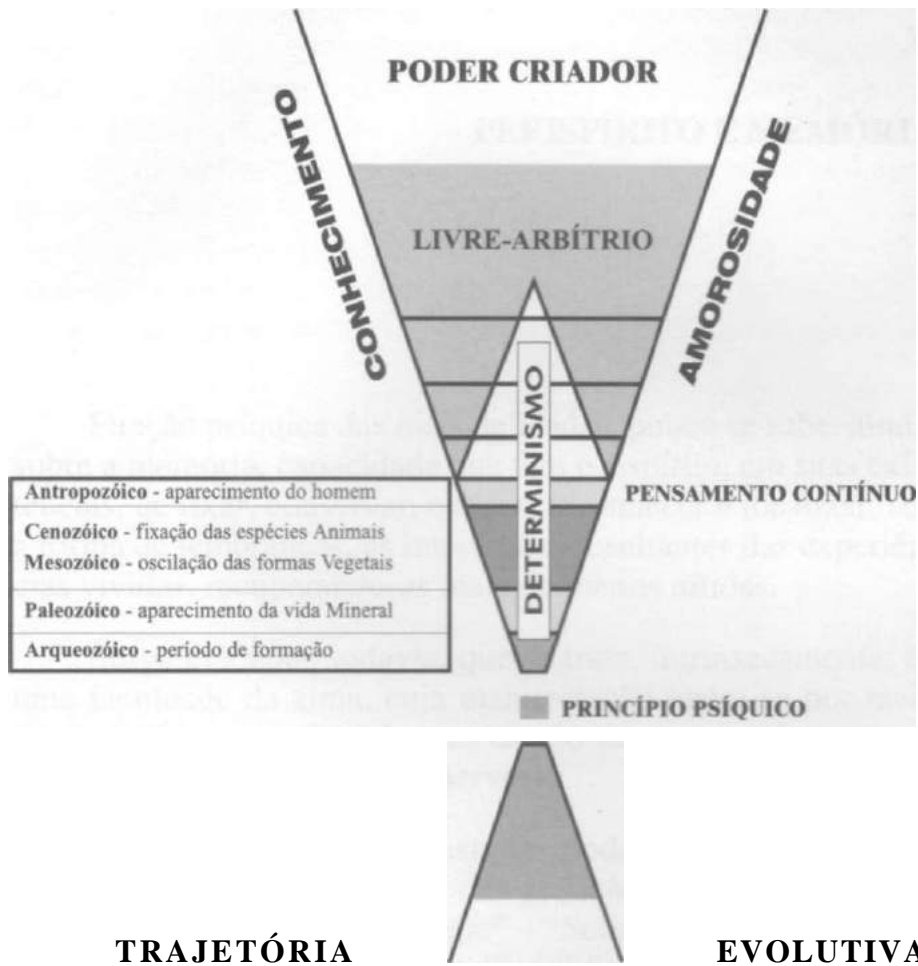 PODER CRIADOR
CONHECIMENTO
AMOROSIDADE
LIVRE-ARBÍTRIO
DETERMINISMO
Antropozóico - aparecimento do homem
Cenozóico - fixação das espécies Animais
Mesozóico - oscilação das formas Vegetais
Paleozóico - aparecimento da vida Mineral
Arqueozóico - periodo de formação
PENSAMENTO CONTÍNUO
PRINCÍPIO PSÍQUICO
TRAJETÓRIA EVOLUTIVA